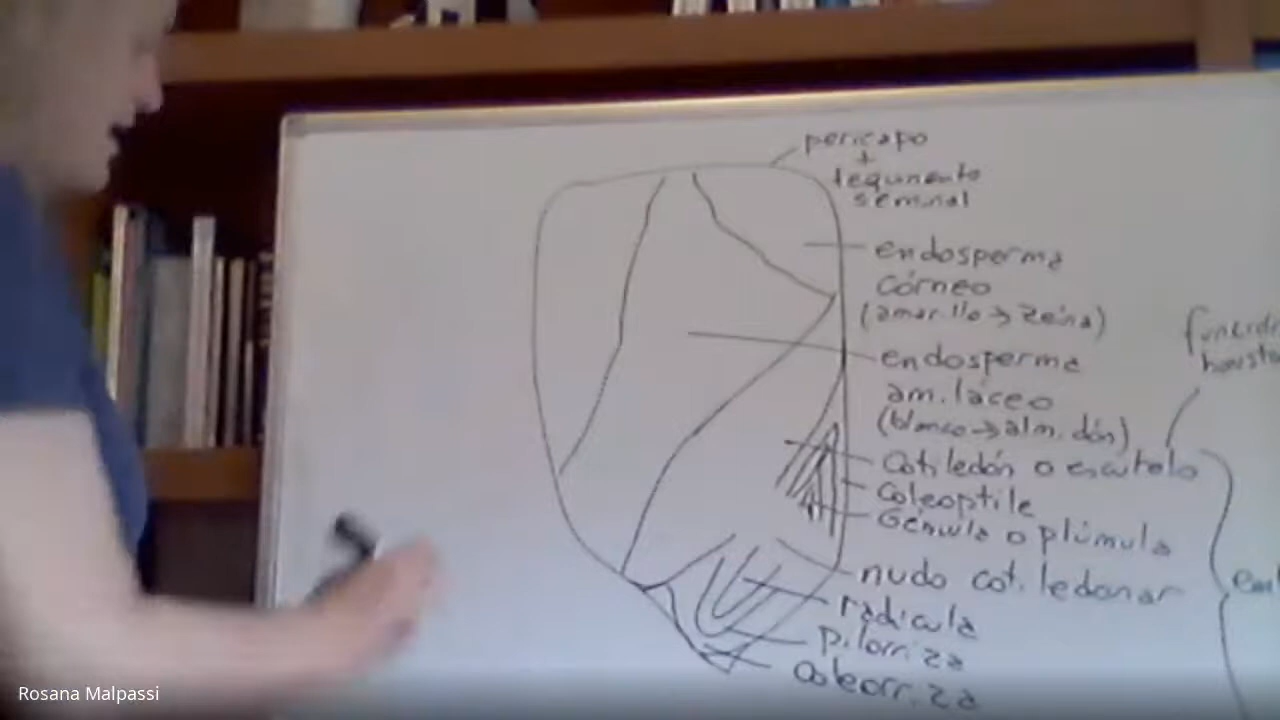 pericapo
+
tegumento
seminal
endosperma
córneo
(amarillo → zeína)
endosperma
amiláceo
(blanco → almidón)
Cotiledón o escutelo
Coleoptile
Gémula o plúmula
nudo cotiledonar
radícula
pilorriza
Coleorriza
Rosana Malpassi